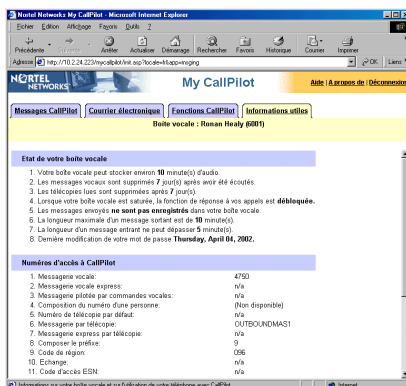 Nortel Networks My CallPilot - Microsoft Internet Explorer
Fichier Edition Affichage Favoris Outils ?
Précédente Suivante Arrêter Actualiser Démarrage Rechercher Favoris Historique Courrier Imprimer
Adresse http://10.2.24.223/mycallpilot/init.asp?locale=fr&app=msging OK Liens
NORTEL NETWORKS My CallPilot Aide | A propos de | Déconnexion
Messages CallPilot Courrier électronique Fonctions CallPilot Informations utiles
Boîte vocale : Ronan Healy (6001)
Etat de votre boîte vocale
1. Votre boîte vocale peut stocker environ 10 minute(s) d'audio.
2. Les messages vocaux sont supprimés 7 jour(s) après avoir été écoutés.
3. Les télécopies lues sont supprimées après 7 jour(s).
4. Lorsque votre boîte vocale est saturée, la fonction de réponse à vos appels est débloquée.
5. Les messages envoyés ne sont pas enregistrés dans votre boîte vocale.
6. La longueur maximale d'un message sortant est de 10 minute(s).
7. La longueur d'un message entrant ne peut dépasser 5 minute(s).
8. Dernière modification de votre mot de passe Thursday, April 04, 2002.
Numéros d'accès à CallPilot
1. Messagerie vocale: 4750
2. Messagerie vocale express: n/a
3. Messagerie pilotée par commandes vocales: n/a
4. Composition du numéro d'une personne: (Non disponible)
5. Numéro de télécopie par défaut: n/a
6. Messagerie par télécopie: OUTBOUNDMAS1
7. Messagerie express par télécopie: n/a
8. Composer le préfixe: 9
9. Code de région: 096
10. Echange: n/a
11. Code d'accès ESN: n/a
Informations sur votre boîte vocale et sur l'utilisation de votre téléphone avec CallPilot Internet